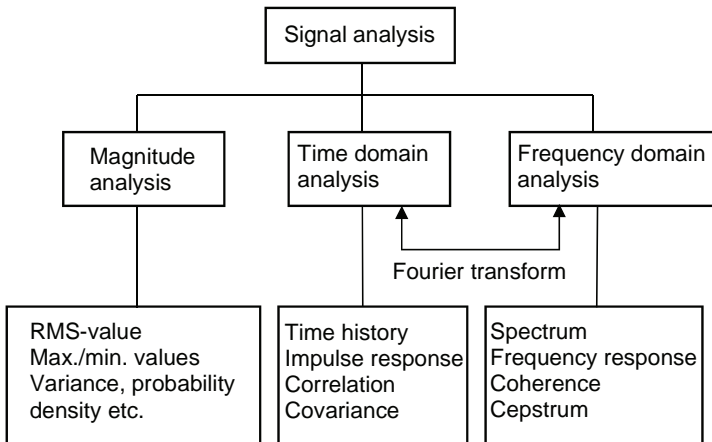 Signal analysis
Magnitude
analysis
Time domain
analysis
Frequency domain
analysis
Fourier transform
RMS-value
Max./min. values
Variance, probability
density etc.
Time history
Impulse response
Correlation
Covariance
Spectrum
Frequency response
Coherence
Cepstrum